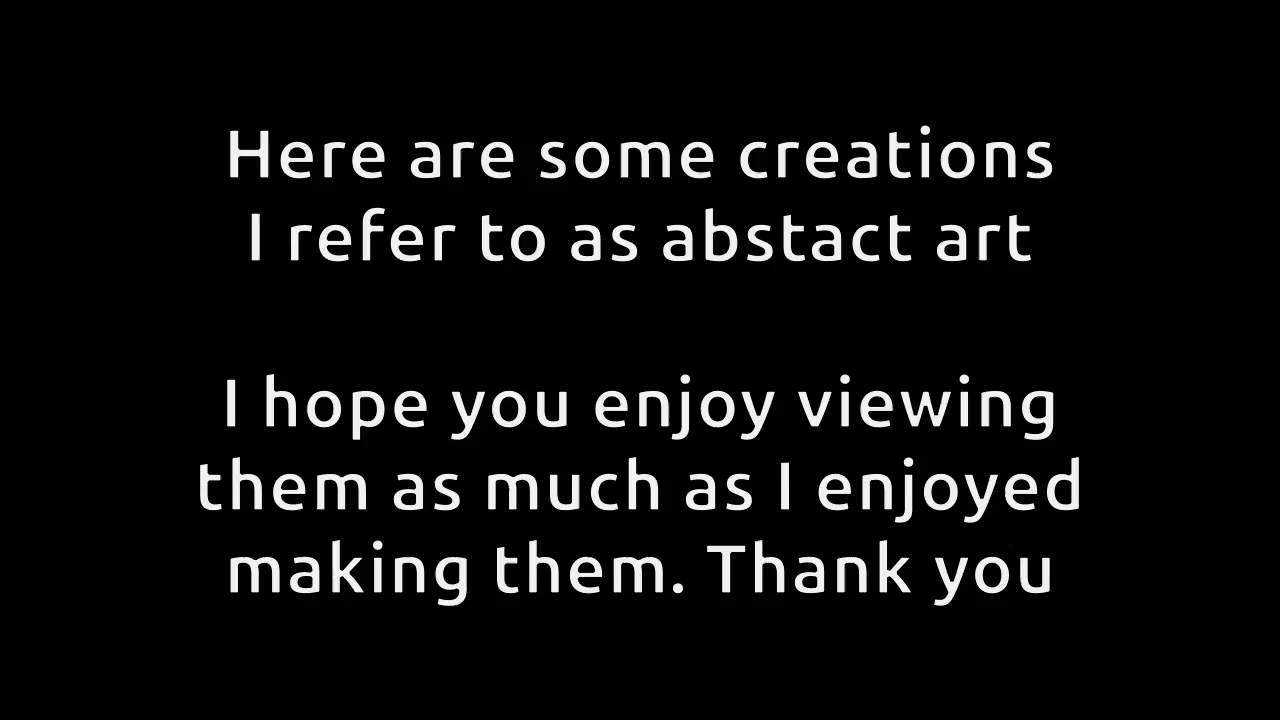 Here are some creations
I refer to as abstact art
I hope you enjoy viewing
them as much as I enjoyed
making them. Thank you